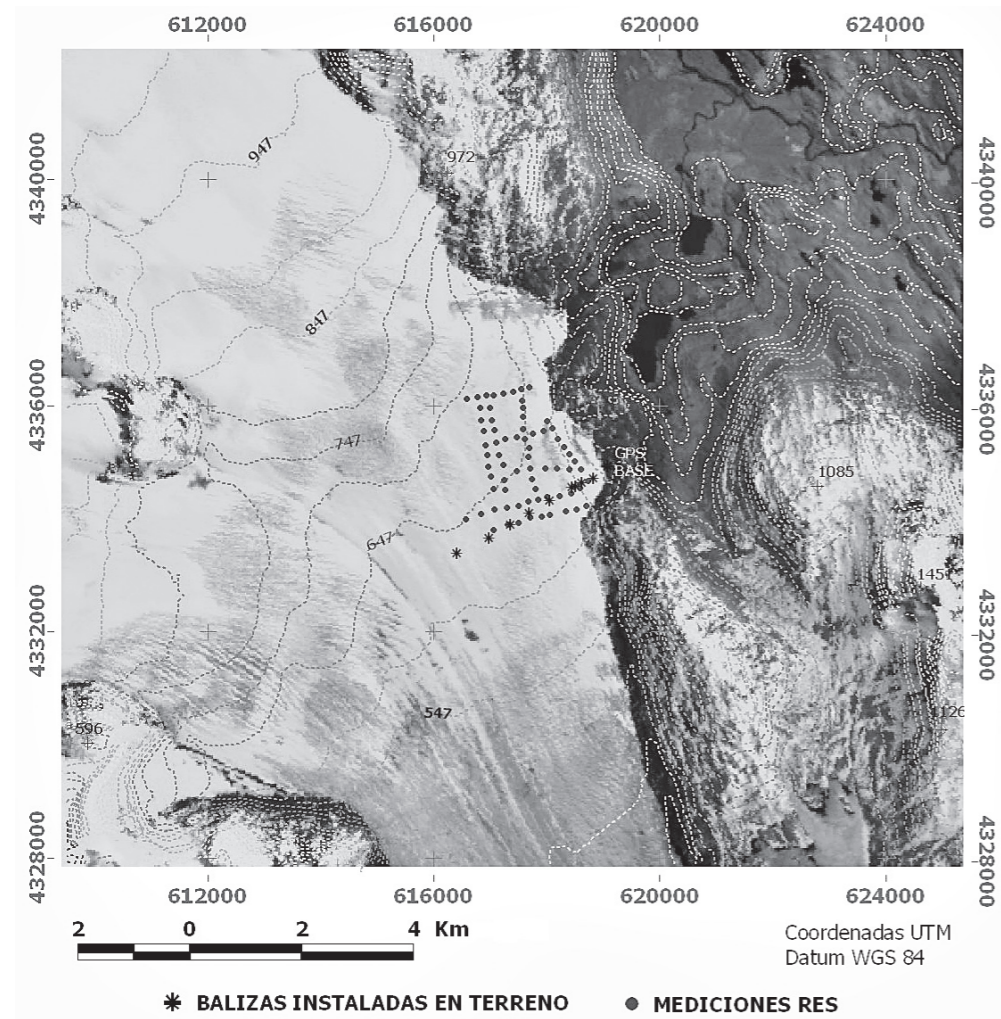 612000 616000 620000 624000
4340000 4340000
972
947
847
4336000 4336000
747
GPS
BASE
1085
647
1451
4332000 4332000
547
596
1126
4328000 4328000
612000 616000 620000 624000
2 0 2 4 Km
Coordenadas UTM
Datum WGS 84
BALIZAS INSTALADAS EN TERRENO MEDICIONES RES